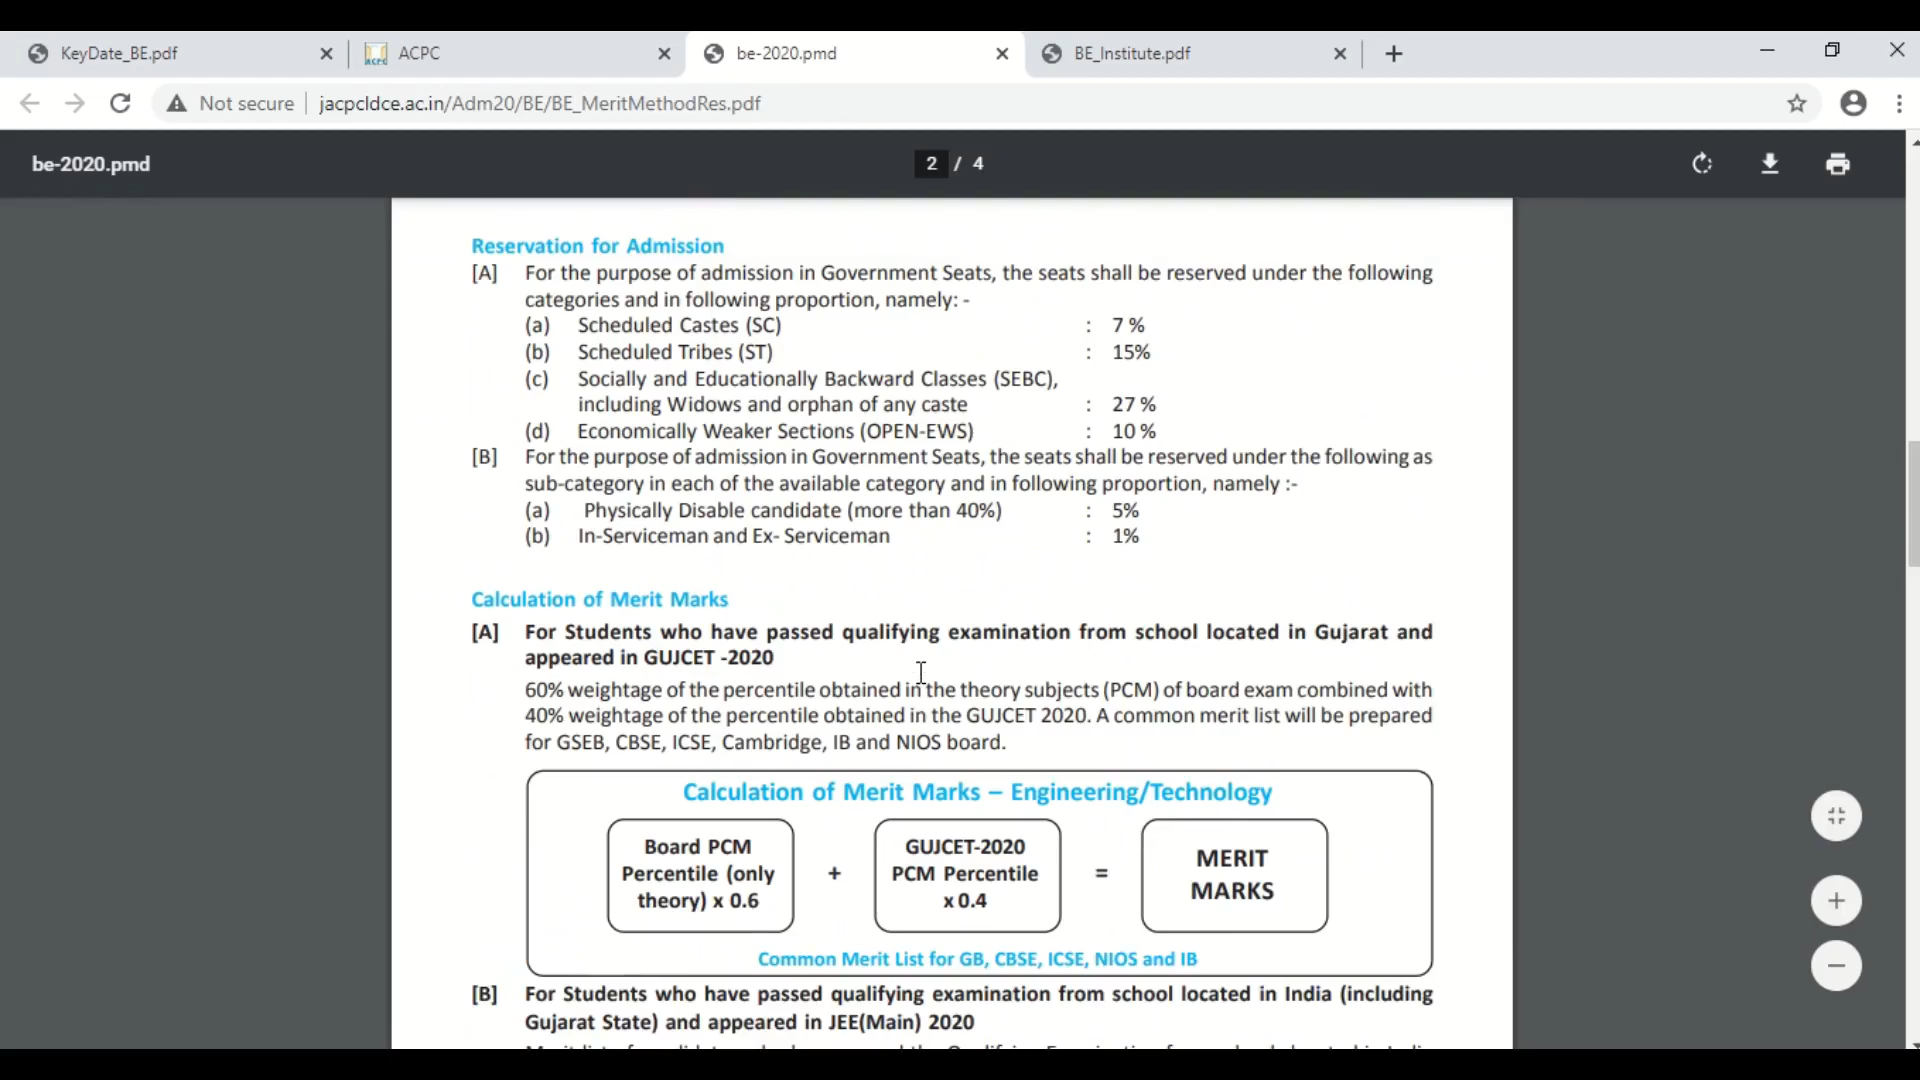 KeyDate_BE.pdf
ACPC
ACPC
be-2020.pmd
BE_Institute.pdf
Not secure
jacpcldce.ac.in/Adm20/BE/BE_MeritMethodRes.pdf
be-2020.pmd
2 / 4
Reservation for Admission
[A] For the purpose of admission in Government Seats, the seats shall be reserved under the following
categories and in following proportion, namely: -
(a) Scheduled Castes (SC) : 7 %
(b) Scheduled Tribes (ST) : 15%
(c) Socially and Educationally Backward Classes (SEBC),
including Widows and orphan of any caste : 27 %
(d) Economically Weaker Sections (OPEN-EWS) : 10 %
[B] For the purpose of admission in Government Seats, the seats shall be reserved under the following as
sub-category in each of the available category and in following proportion, namely :-
(a) Physically Disable candidate (more than 40%) : 5%
(b) In-Serviceman and Ex- Serviceman : 1%
Calculation of Merit Marks
[A] For Students who have passed qualifying examination from school located in Gujarat and
appeared in GUJCET -2020
60% weightage of the percentile obtained in the theory subjects (PCM) of board exam combined with
40% weightage of the percentile obtained in the GUJCET 2020. A common merit list will be prepared
for GSEB, CBSE, ICSE, Cambridge, IB and NIOS board.
Calculation of Merit Marks – Engineering/Technology
Board PCM
Percentile (only
theory) x 0.6
+
GUJCET-2020
PCM Percentile
x 0.4
=
MERIT
MARKS
Common Merit List for GB, CBSE, ICSE, NIOS and IB
[B] For Students who have passed qualifying examination from school located in India (including
Gujarat State) and appeared in JEE(Main) 2020